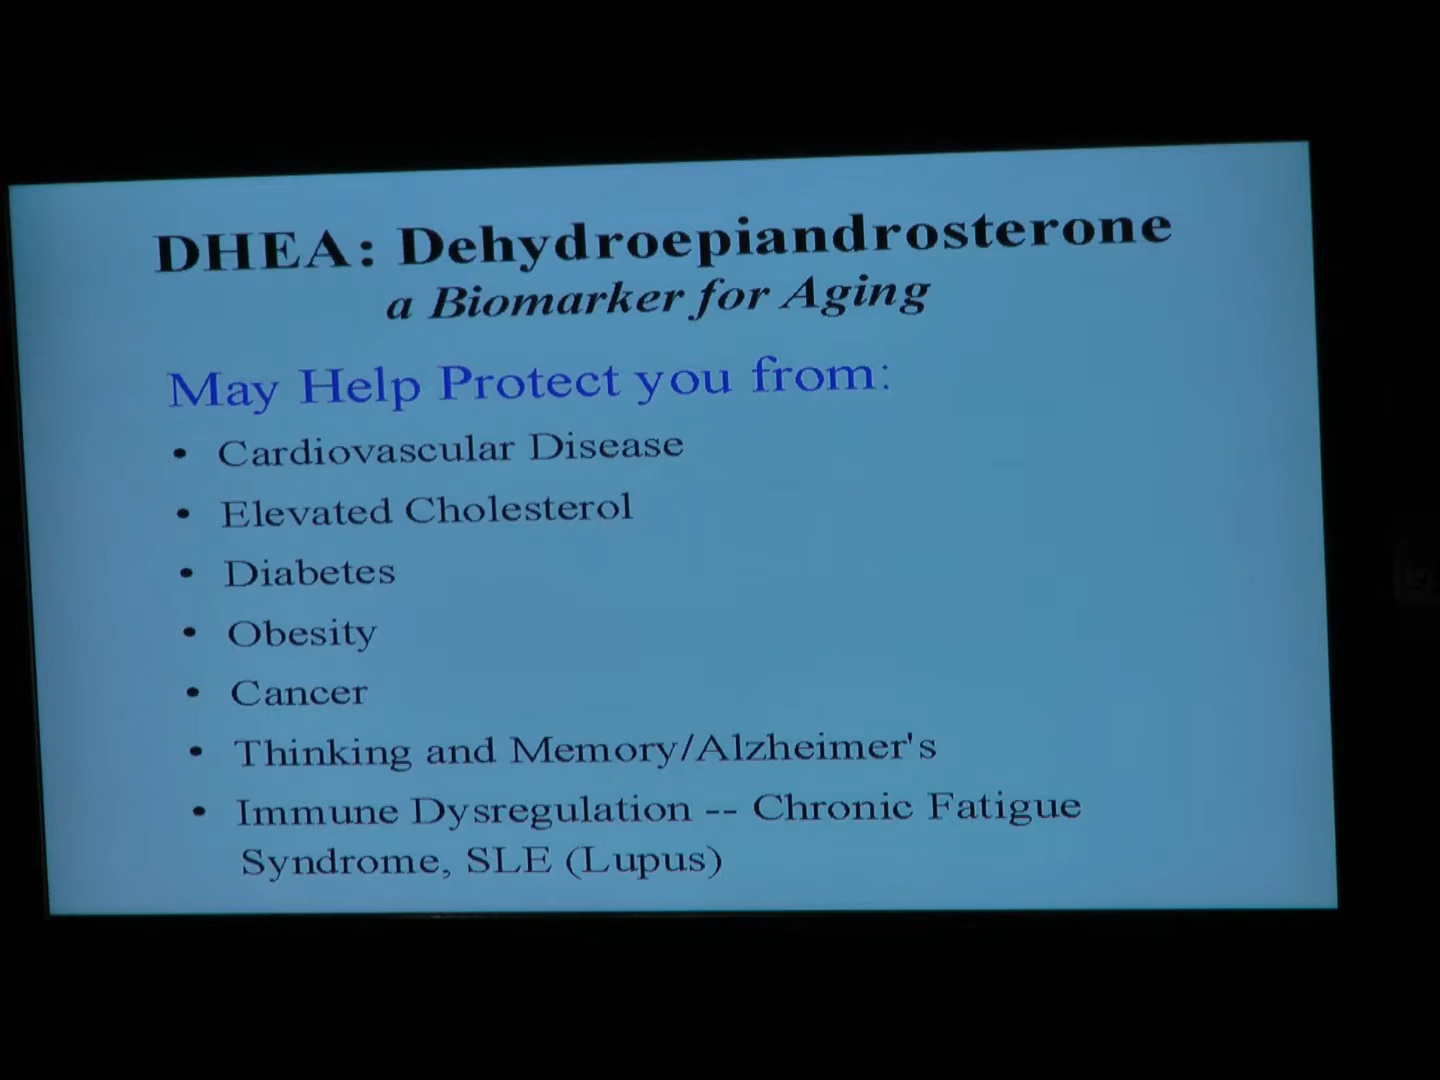 DHEA: Dehydroepiandrosterone
a Biomarker for Aging
May Help Protect you from:
• Cardiovascular Disease
• Elevated Cholesterol
• Diabetes
• Obesity
• Cancer
• Thinking and Memory/Alzheimer's
• Immune Dysregulation -- Chronic Fatigue
Syndrome, SLE (Lupus)